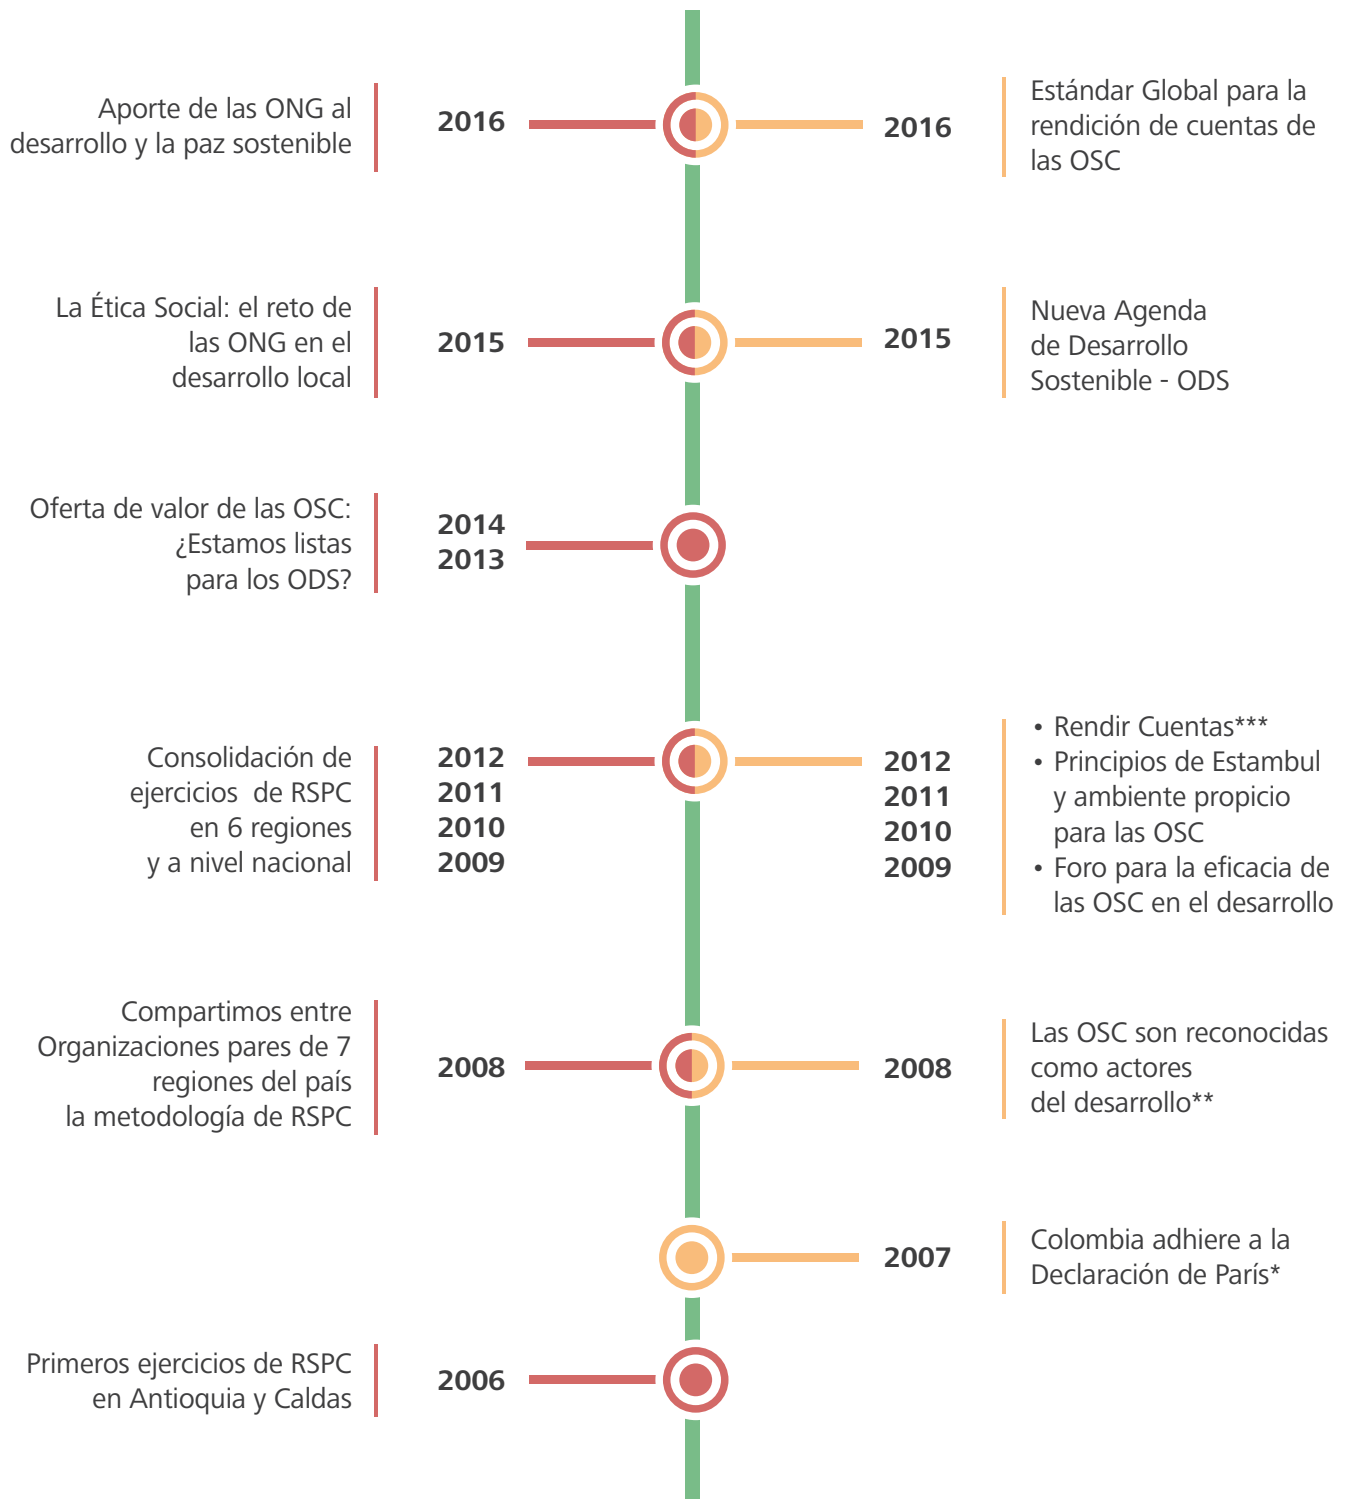 Aporte de las ONG al
desarrollo y la paz sostenible
2016
2016
Estándar Global para la
rendición de cuentas de
las OSC
La Ética Social: el reto de
las ONG en el
desarrollo local
2015
2015
Nueva Agenda
de Desarrollo
Sostenible - ODS
Oferta de valor de las OSC:
¿Estamos listas
para los ODS?
2014
2013
Consolidación de
ejercicios de RSPC
en 6 regiones
y a nivel nacional
2012
2011
2010
2009
2012
2011
2010
2009
• Rendir Cuentas***
• Principios de Estambul
y ambiente propicio
para las OSC
• Foro para la eficacia de
las OSC en el desarrollo
Compartimos entre
Organizaciones pares de 7
regiones del país
la metodología de RSPC
2008
2008
Las OSC son reconocidas
como actores
del desarrollo**
2007
Colombia adhiere a la
Declaración de París*
Primeros ejercicios de RSPC
en Antioquia y Caldas
2006